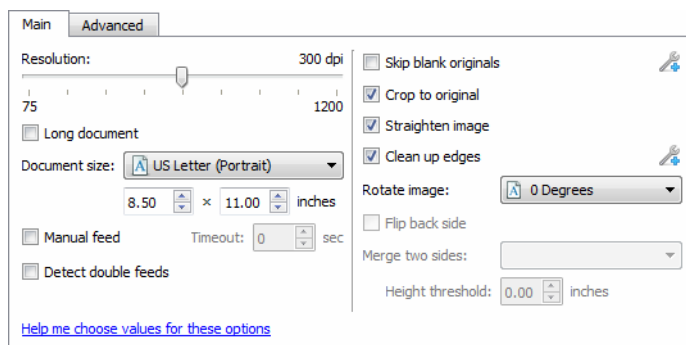 Main Advanced
Resolution: 300 dpi
75 1200
Long document
Document size: US Letter (Portrait)
8.50 × 11.00 inches
Manual feed Timeout: 0 sec
Detect double feeds
Help me choose values for these options
Skip blank originals
Crop to original
Straighten image
Clean up edges
Rotate image: A 0 Degrees
Flip back side
Merge two sides:
Height threshold: 0.00 inches